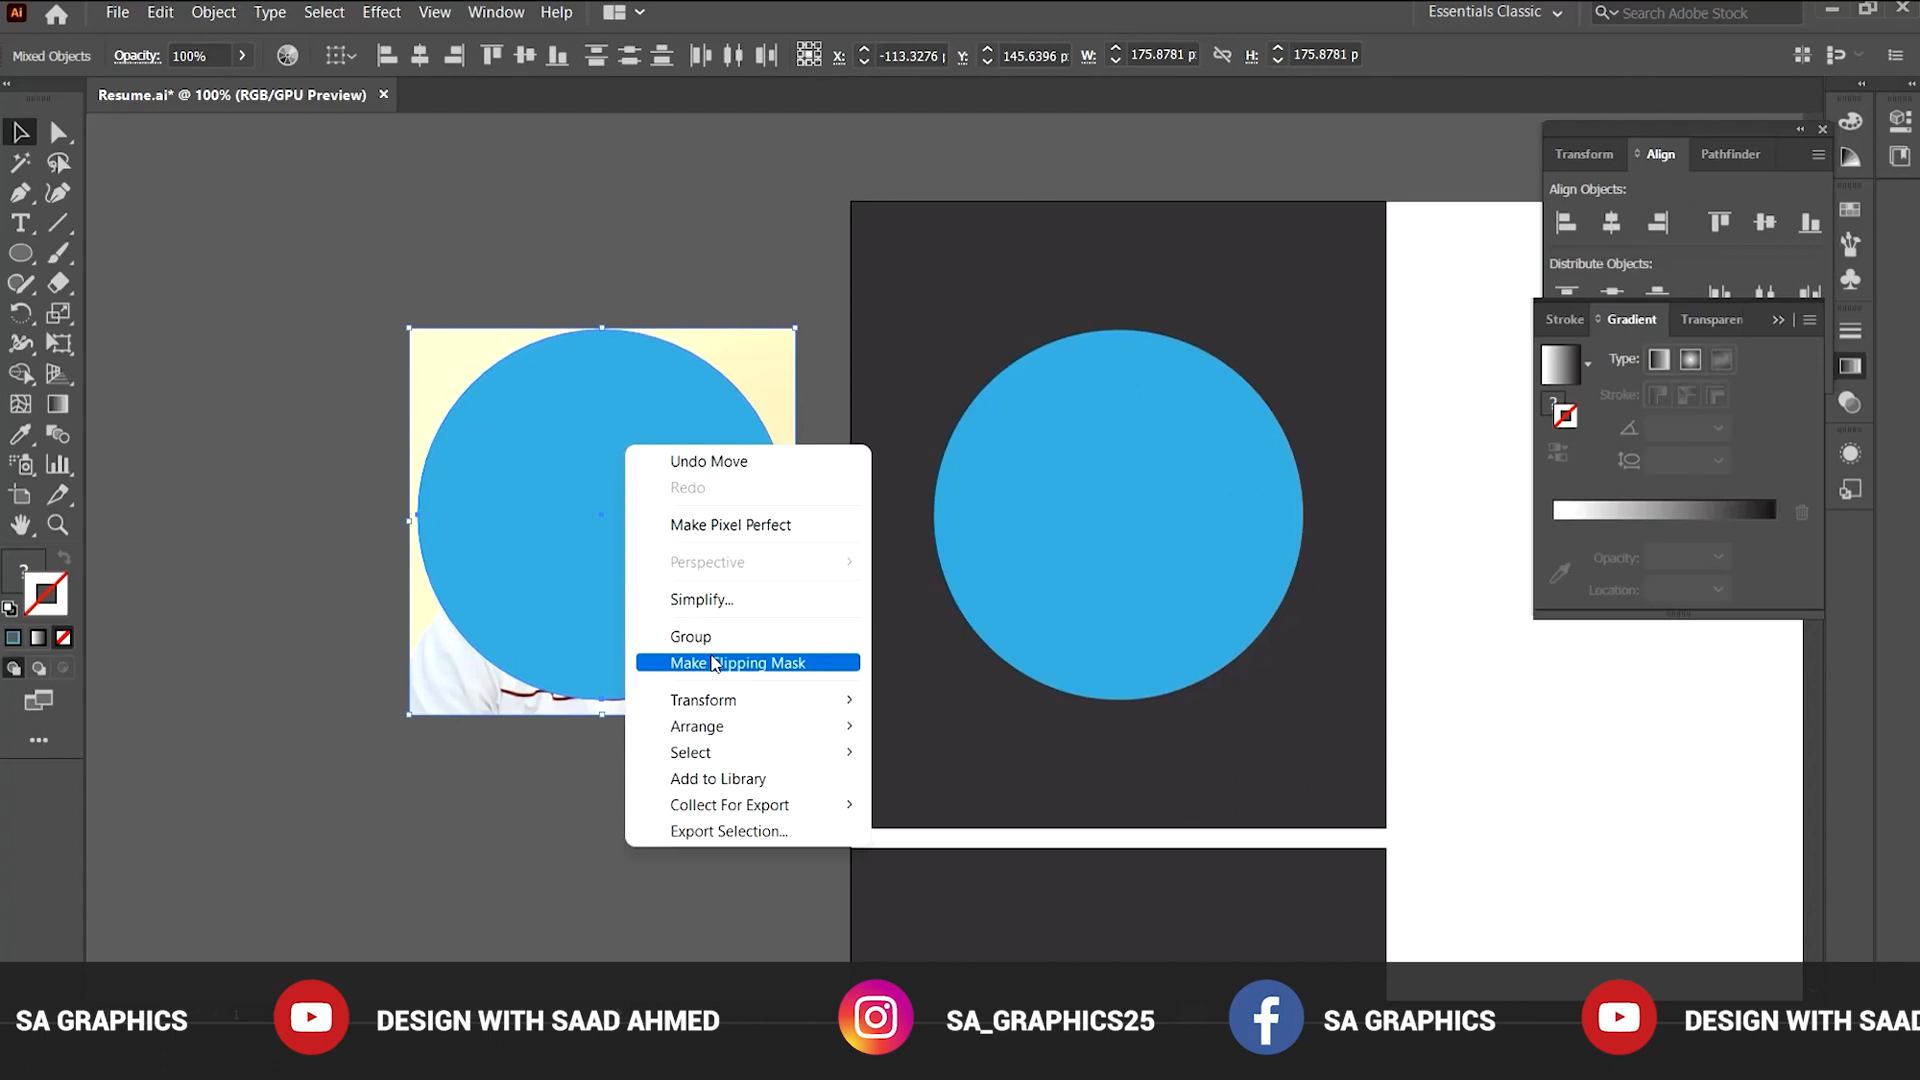 Ai File Edit Object Type Select Effect View Window Help Essentials Classic Search Adobe Stock
Mixed Objects Opacity: 100% X: -113.3276 p Y: 145.6396 p W: 175.8781 p H: 175.8781 p
Resume.ai* @ 100% (RGB/GPU Preview)
Transform Align Pathfinder
Align Objects:
Distribute Objects:
Stroke Gradient Transparen
Type:
Stroke:
Opacity:
Location:
?
?
Undo Move
Redo
Make Pixel Perfect
Perspective
Simplify...
Group
Make Clipping Mask
Transform
Arrange
Select
Add to Library
Collect For Export
Export Selection...
SA GRAPHICS DESIGN WITH SAAD AHMED SA_GRAPHICS25 SA GRAPHICS DESIGN WITH SAAD